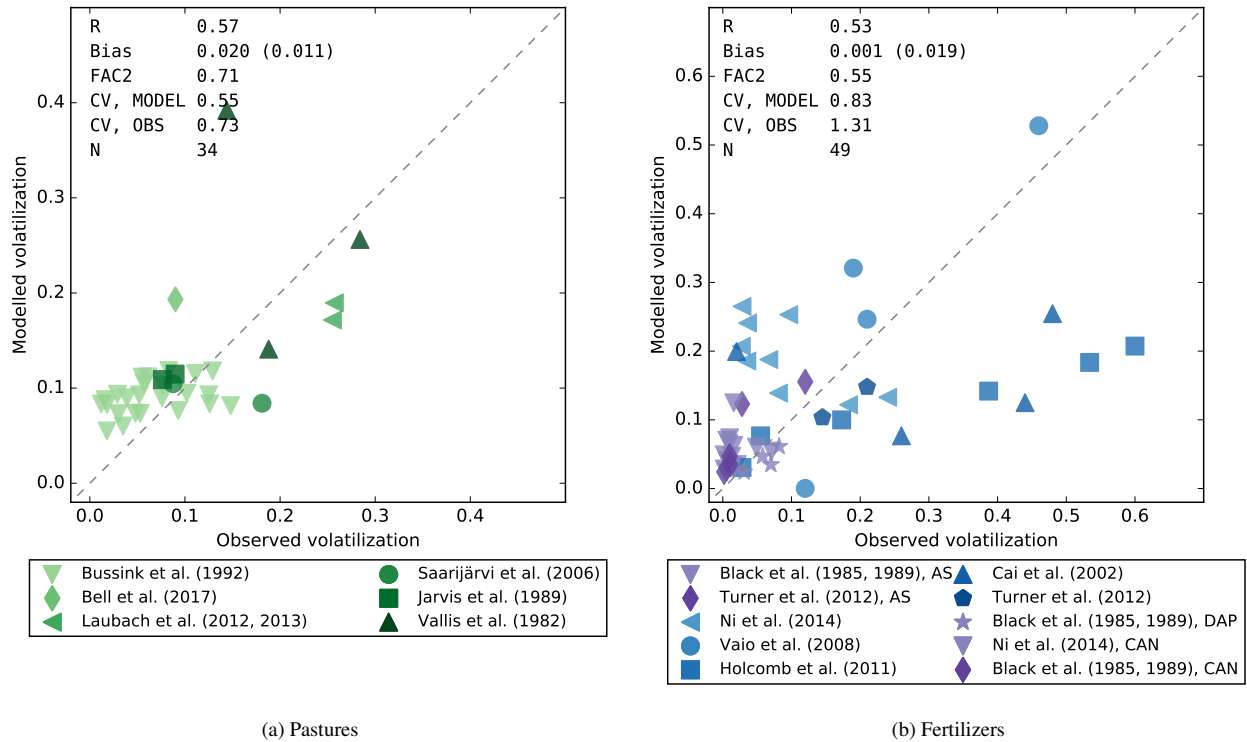 R 0.57
Bias 0.020 (0.011)
FAC2 0.71
CV, MODEL 0.55
CV, OBS 0.73
N 34
0.4
0.3
0.2
0.1
0.0
Modelled volatilization
0.0 0.1 0.2 0.3 0.4
Observed volatilization
Bussink et al. (1992)
Bell et al. (2017)
Laubach et al. (2012, 2013)
Saarijärvi et al. (2006)
Jarvis et al. (1989)
Vallis et al. (1982)
(a) Pastures
R 0.53
Bias 0.001 (0.019)
FAC2 0.55
CV, MODEL 0.83
CV, OBS 1.31
N 49
0.6
0.5
0.4
0.3
0.2
0.1
0.0
Modelled volatilization
0.0 0.1 0.2 0.3 0.4 0.5 0.6
Observed volatilization
Black et al. (1985, 1989), AS
Turner et al. (2012), AS
Ni et al. (2014)
Vaio et al. (2008)
Holcomb et al. (2011)
Cai et al. (2002)
Turner et al. (2012)
Black et al. (1985, 1989), DAP
Ni et al. (2014), CAN
Black et al. (1985, 1989), CAN
(b) Fertilizers